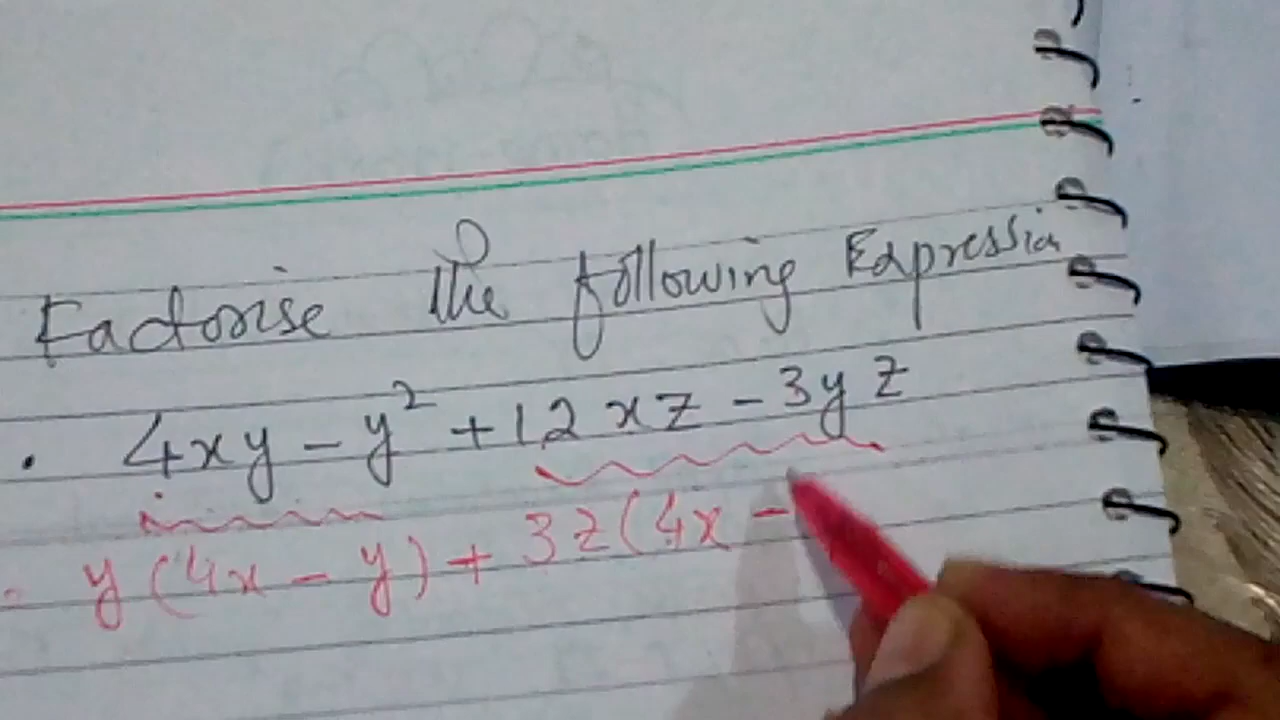 Factorise the following Expression
. 4xy - y² + 12xz - 3yz
= y(4x - y) + 3z(4x -